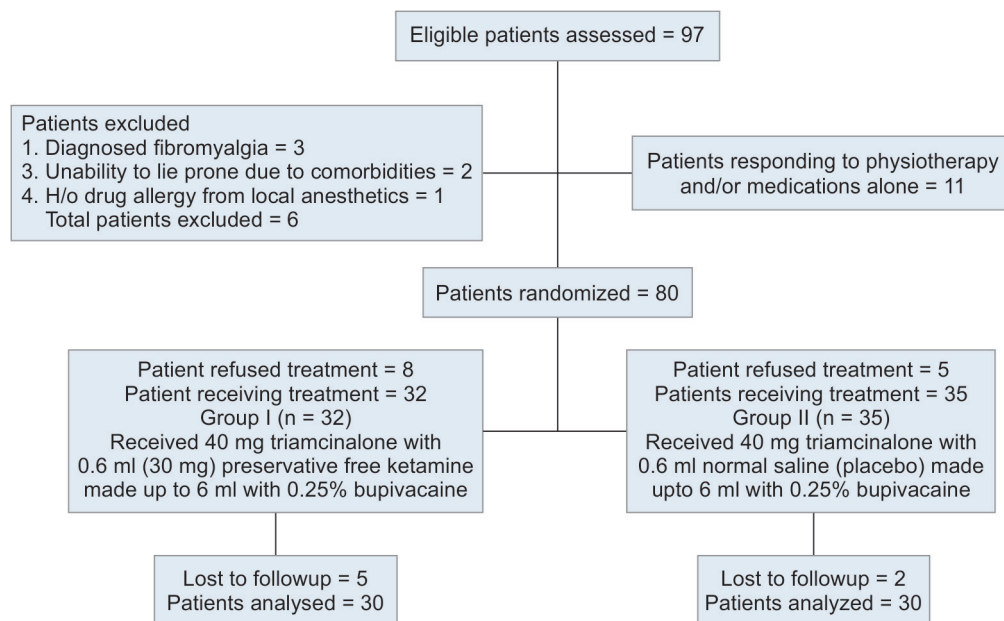 Eligible patients assessed = 97
Patients excluded
1. Diagnosed fibromyalgia = 3
3. Unability to lie prone due to comorbidities = 2
4. H/o drug allergy from local anesthetics = 1
Total patients excluded = 6
Patients responding to physiotherapy
and/or medications alone = 11
Patients randomized = 80
Patient refused treatment = 8
Patient receiving treatment = 32
Group I (n = 32)
Received 40 mg triamcinalone with
0.6 ml (30 mg) preservative free ketamine
made up to 6 ml with 0.25% bupivacaine
Patient refused treatment = 5
Patients receiving treatment = 35
Group II (n = 35)
Received 40 mg triamcinalone with
0.6 ml normal saline (placebo) made
upto 6 ml with 0.25% bupivacaine
Lost to followup = 5
Patients analysed = 30
Lost to followup = 2
Patients analyzed = 30